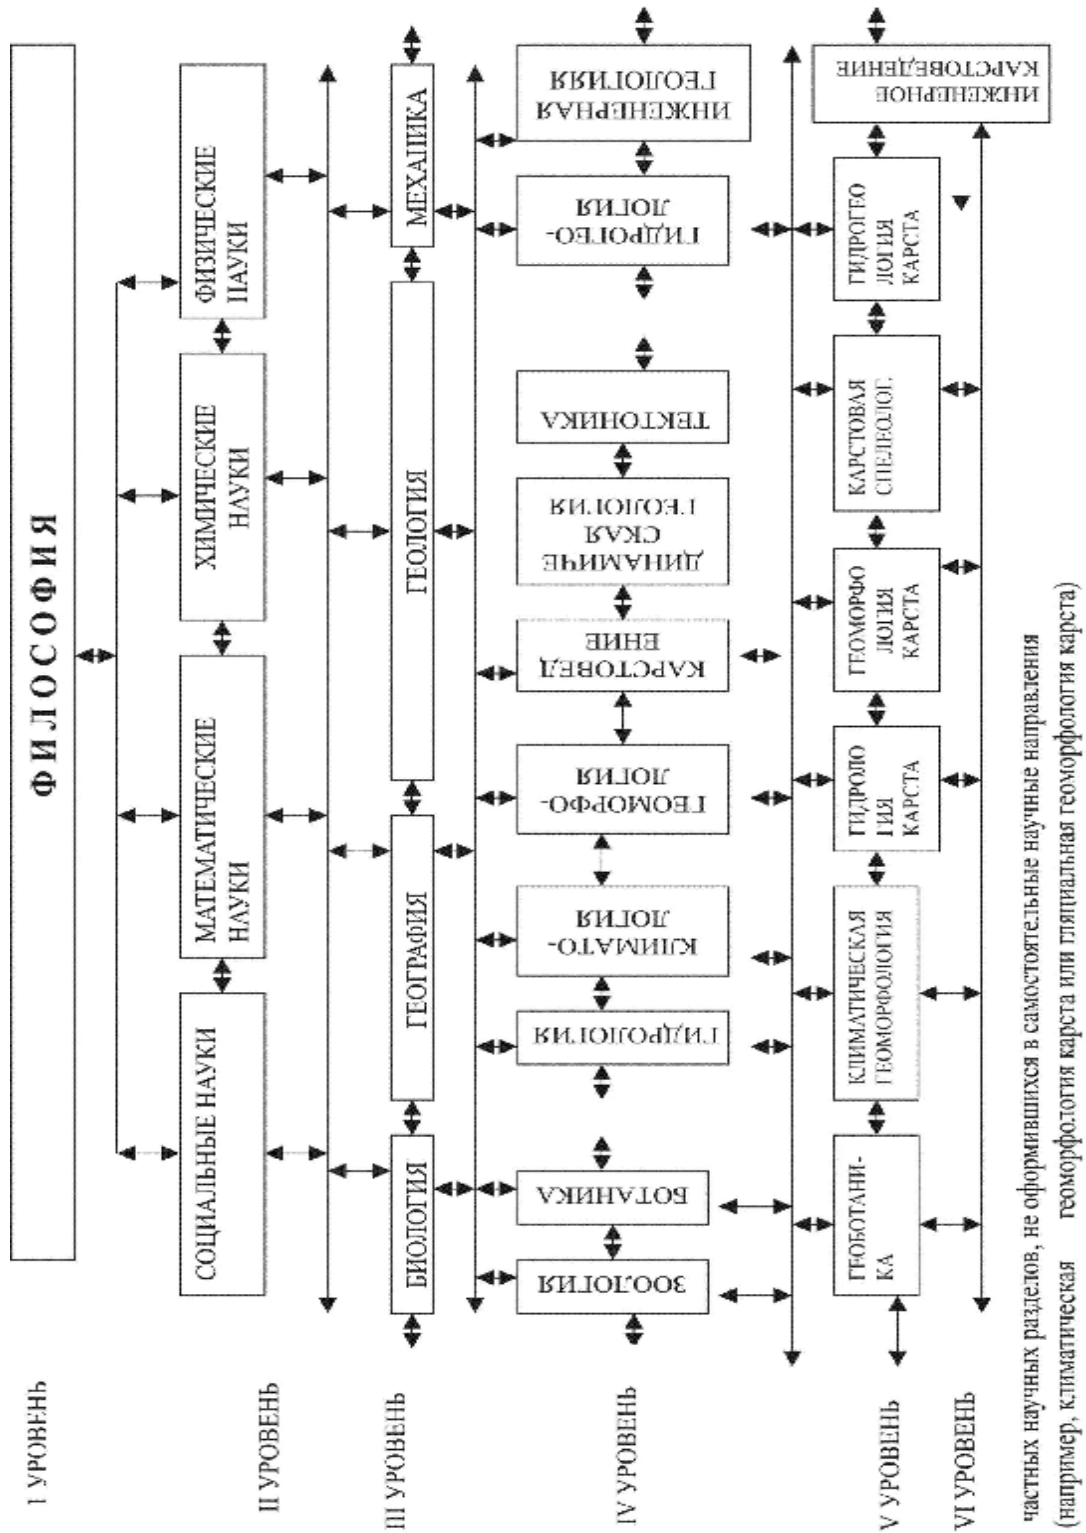 I УРОВЕНЬ
ФИЛОСОФИЯ
II УРОВЕНЬ
СОЦИАЛЬНЫЕ НАУКИ
МАТЕМАТИЧЕСКИЕ
НАУКИ
ХИМИЧЕСКИЕ
НАУКИ
ФИЗИЧЕСКИЕ
НАУКИ
III УРОВЕНЬ
БИОЛОГИЯ
ГЕОГРАФИЯ
ГЕОЛОГИЯ
МЕХАНИКА
IV УРОВЕНЬ
ЗООЛОГИЯ
БОТАНИКА
ГИДРОЛОГИЯ
КЛИМАТО-
ЛОГИЯ
ГЕОМОРФО-
ЛОГИЯ
КАРСТОВЕД
ЕНИЕ
ДИНАМИЧЕ
СКАЯ
ГЕОЛОГИЯ
ТЕКТОНИКА
ГИДРОГЕО-
ЛОГИЯ
ИНЖЕНЕРНАЯ
ГЕОЛОГИЯЯ
V УРОВЕНЬ
ГЕОБОТАНИ-
КА
КЛИМАТИЧЕСКАЯ
ГЕОМОРФОЛОГИЯ
ГИДРОЛО
ГИЯ
КАРСТА
ГЕОМОРФО
ЛОГИЯ
КАРСТА
КАРСТОВАЯ
СПЕЛЕОЛОГ.
ГИДРОГЕО
ЛОГИЯ
КАРСТА
ИНЖЕНЕРНОЕ
КАРСТОВЕДЕНИЕ
VI УРОВЕНЬ
частных научных разделов, не оформившихся в самостоятельные научные направления
(например, климатическая геоморфология карста или гляциальная геоморфология карста)